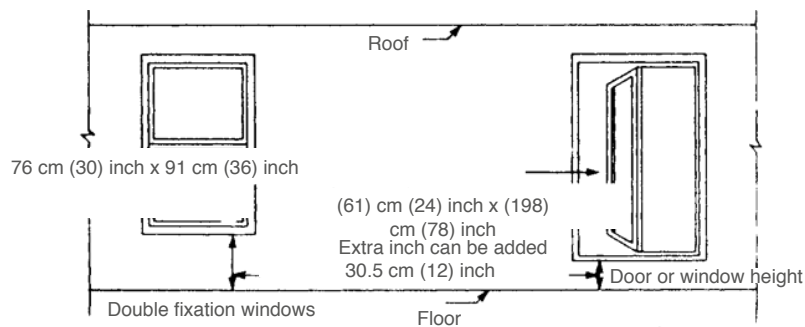 Roof
76 cm (30) inch x 91 cm (36) inch
(61) cm (24) inch x (198)
cm (78) inch
Extra inch can be added
30.5 cm (12) inch
Door or window height
Double fixation windows
Floor